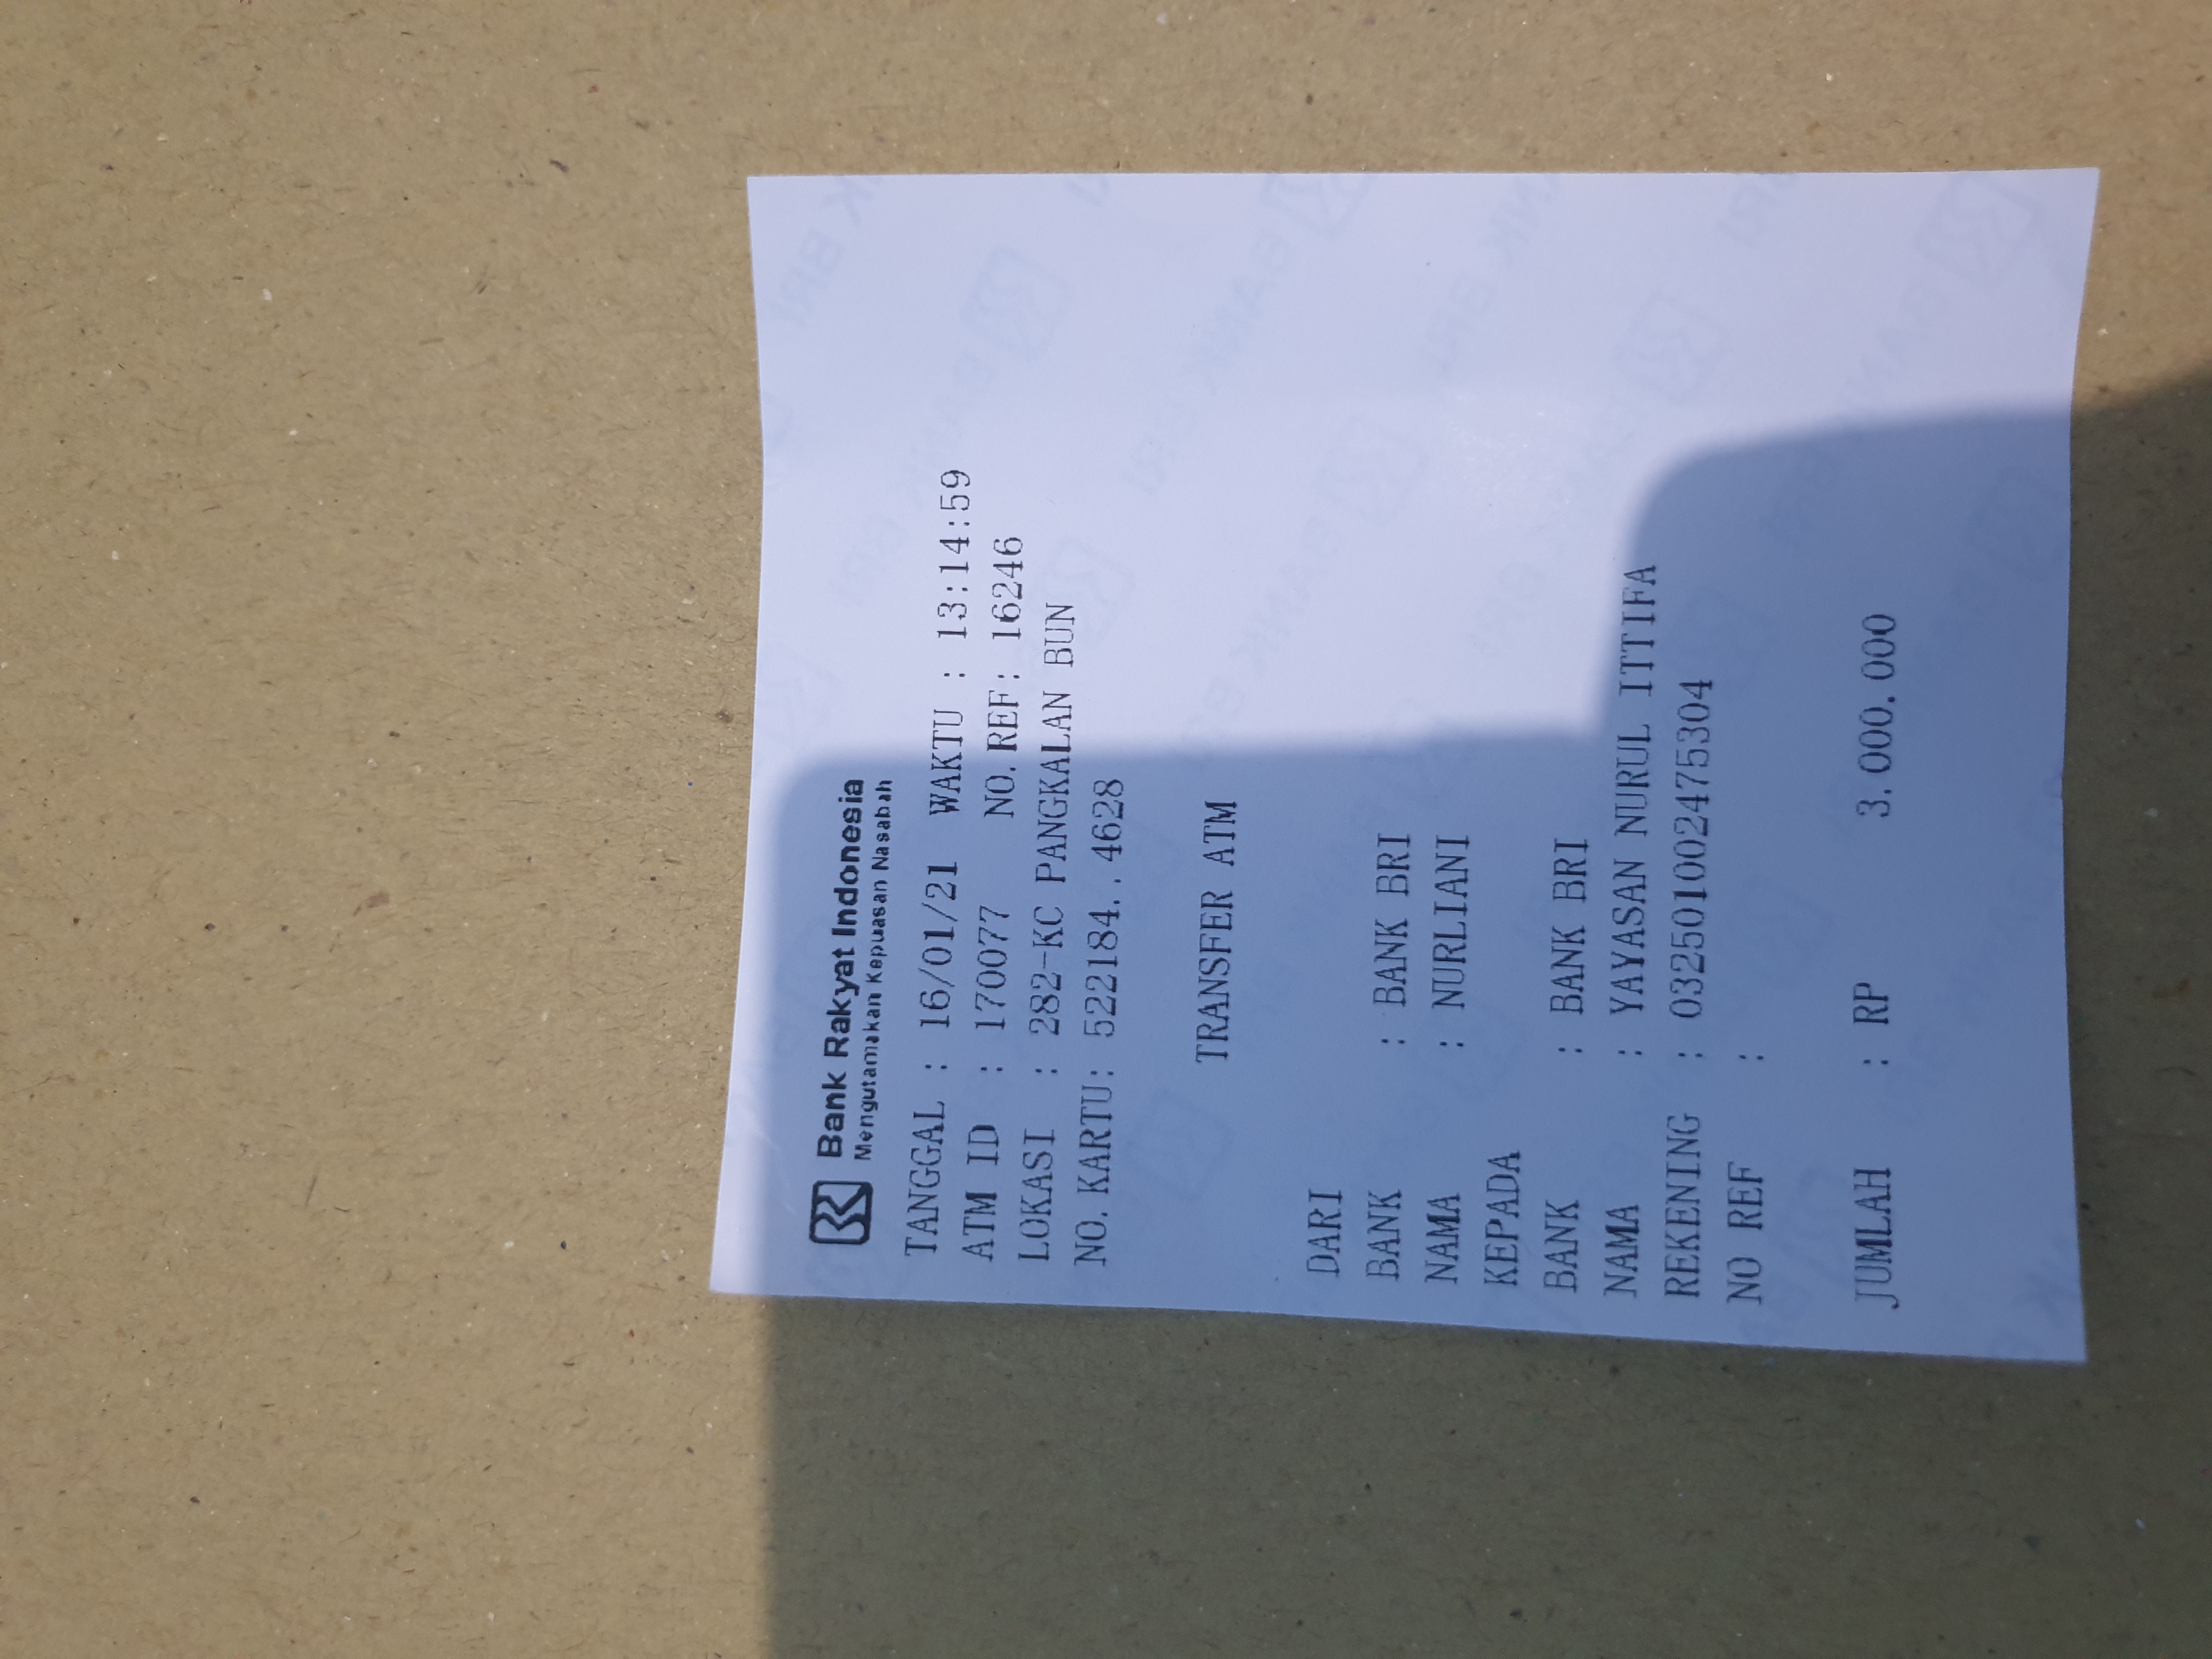 Bank Rakyat Indonesia
Mengutamakan Kepuasan Nasabah
TANGGAL : 16/01/21 WAKTU : 13:14:59
ATM ID : 170077 NO.REF: 16246
LOKASI : 282-KC PANGKALAN BUN
NO. KARTU: 522184..4628
TRANSFER ATM
DARI
BANK : BANK BRI
NAMA : NURLIANI
KEPADA
BANK : BANK BRI
NAMA : YAYASAN NURUL ITTIFA
REKENING : 032501002475304
NO REF :
JUMLAH : RP 3.000.000